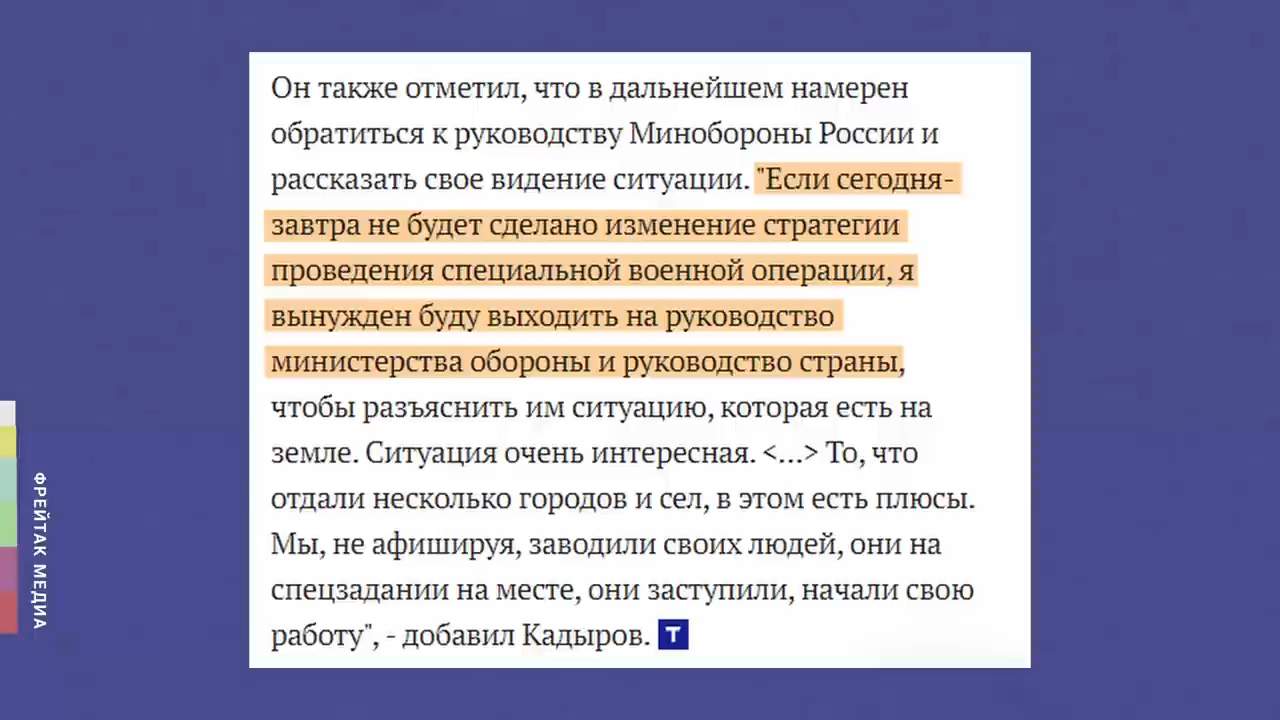 Он также отметил, что в дальнейшем намерен
обратиться к руководству Минобороны России и
рассказать свое видение ситуации. "Если сегодня-
завтра не будет сделано изменение стратегии
проведения специальной военной операции, я
вынужден буду выходить на руководство
министерства обороны и руководство страны,
чтобы разъяснить им ситуацию, которая есть на
земле. Ситуация очень интересная. <...> То, что
отдали несколько городов и сел, в этом есть плюсы.
Мы, не афишируя, заводили своих людей, они на
спецзадании на месте, они заступили, начали свою
работу", - добавил Кадыров. Т
ФРЕЙТАК МЕДИА